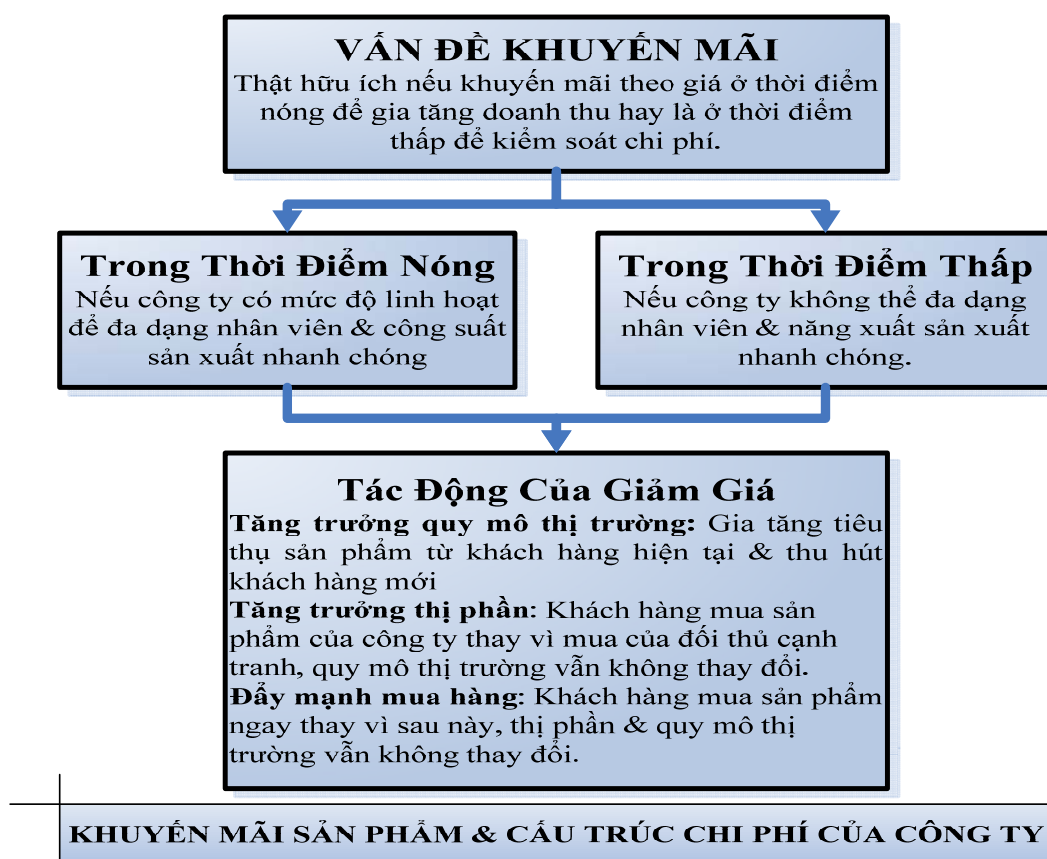 VẤN ĐỀ KHUYẾN MÃI
Thật hữu ích nếu khuyến mãi theo giá ở thời điểm
nóng để gia tăng doanh thu hay là ở thời điểm
thấp để kiểm soát chi phí.
Trong Thời Điểm Nóng
Nếu công ty có mức độ linh hoạt
để đa dạng nhân viên & công suất
sản xuất nhanh chóng
Trong Thời Điểm Thấp
Nếu công ty không thể đa dạng
nhân viên & năng xuất sản xuất
nhanh chóng.
Tác Động Của Giảm Giá
Tăng trưởng quy mô thị trường: Gia tăng tiêu
thụ sản phẩm từ khách hàng hiện tại & thu hút
khách hàng mới
Tăng trưởng thị phần: Khách hàng mua sản
phẩm của công ty thay vì mua của đối thủ cạnh
tranh, quy mô thị trường vẫn không thay đổi.
Đẩy mạnh mua hàng: Khách hàng mua sản phẩm
ngay thay vì sau này, thị phần & quy mô thị
trường vẫn không thay đổi.
KHUYẾN MÃI SẢN PHẨM & CẤU TRÚC CHI PHÍ CỦA CÔNG TY